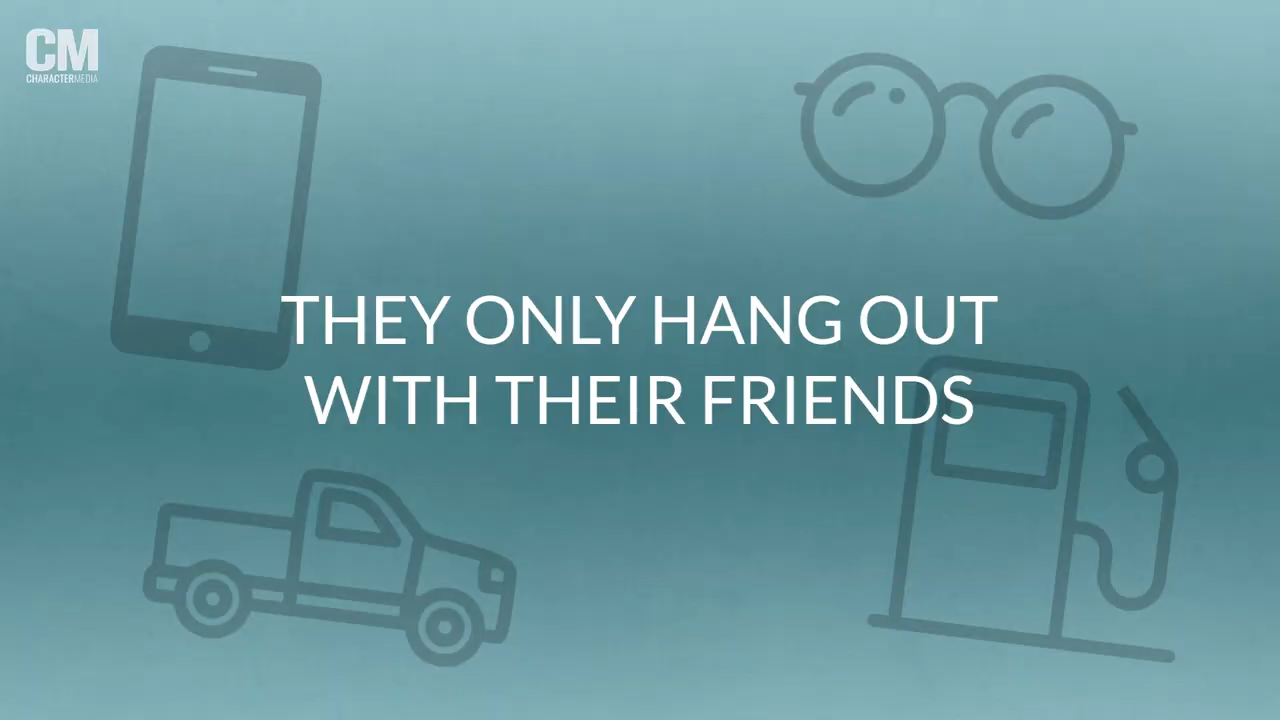 CM
CHARACTERMEDIA
THEY ONLY HANG OUT
WITH THEIR FRIENDS